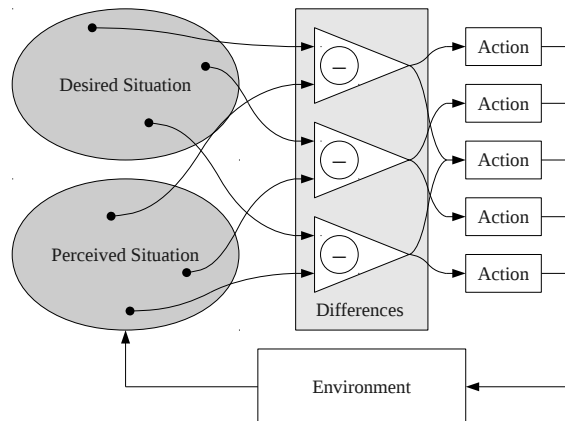 Desired Situation
Perceived Situation
–
–
–
Differences
Action
Action
Action
Action
Action
Environment